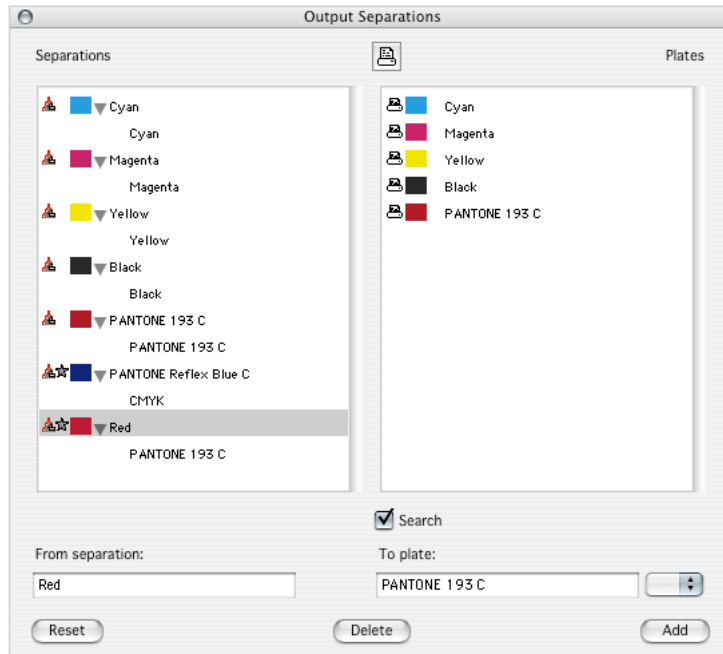 Output Separations
Separations
Plates
Cyan
Cyan
Magenta
Magenta
Yellow
Yellow
Black
Black
PANTONE 193 C
PANTONE 193 C
PANTONE Reflex Blue C
CMYK
Red
PANTONE 193 C
Cyan
Magenta
Yellow
Black
PANTONE 193 C
Search
From separation:
To plate:
Red
PANTONE 193 C
Reset
Delete
Add